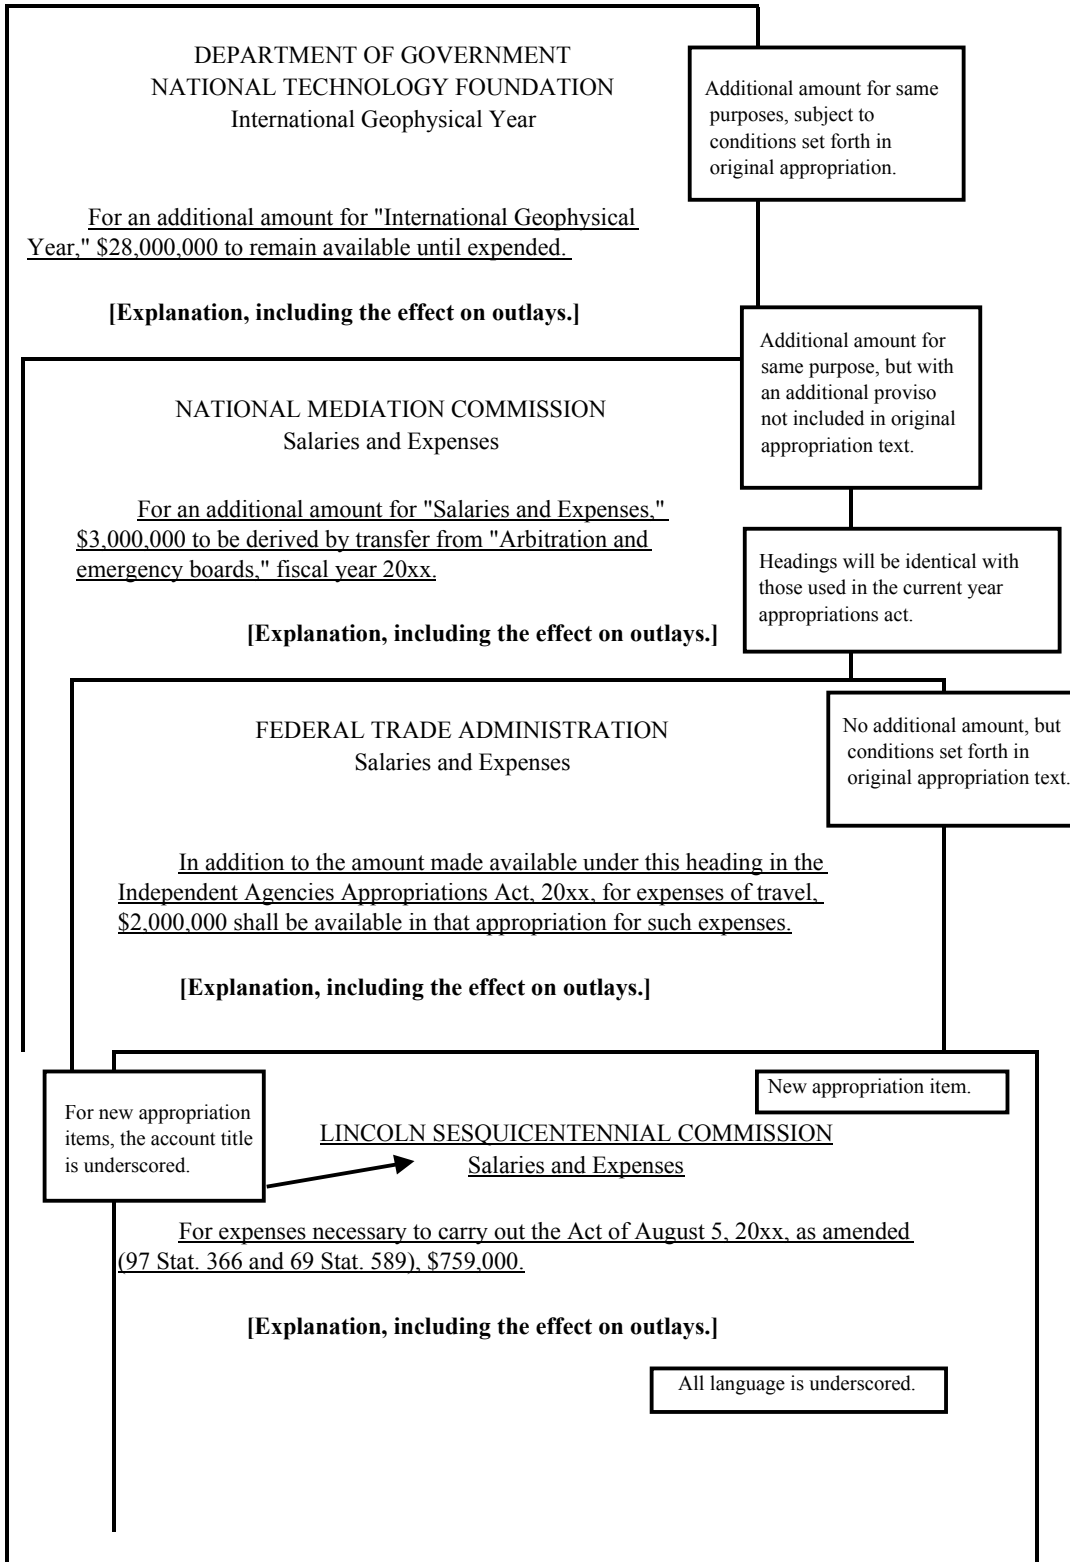 DEPARTMENT OF GOVERNMENT
NATIONAL TECHNOLOGY FOUNDATION
International Geophysical Year
Additional amount for same
purposes, subject to
conditions set forth in
original appropriation.
For an additional amount for "International Geophysical
Year," $28,000,000 to remain available until expended.
[Explanation, including the effect on outlays.]
Additional amount for
same purpose, but with
an additional proviso
not included in original
appropriation text.
NATIONAL MEDIATION COMMISSION
Salaries and Expenses
For an additional amount for "Salaries and Expenses,"
$3,000,000 to be derived by transfer from "Arbitration and
emergency boards," fiscal year 20xx.
Headings will be identical with
those used in the current year
appropriations act.
[Explanation, including the effect on outlays.]
FEDERAL TRADE ADMINISTRATION
Salaries and Expenses
No additional amount, but
conditions set forth in
original appropriation text.
In addition to the amount made available under this heading in the
Independent Agencies Appropriations Act, 20xx, for expenses of travel,
$2,000,000 shall be available in that appropriation for such expenses.
[Explanation, including the effect on outlays.]
New appropriation item.
For new appropriation
items, the account title
is underscored.
LINCOLN SESQUICENTENNIAL COMMISSION
Salaries and Expenses
For expenses necessary to carry out the Act of August 5, 20xx, as amended
(97 Stat. 366 and 69 Stat. 589), $759,000.
[Explanation, including the effect on outlays.]
All language is underscored.